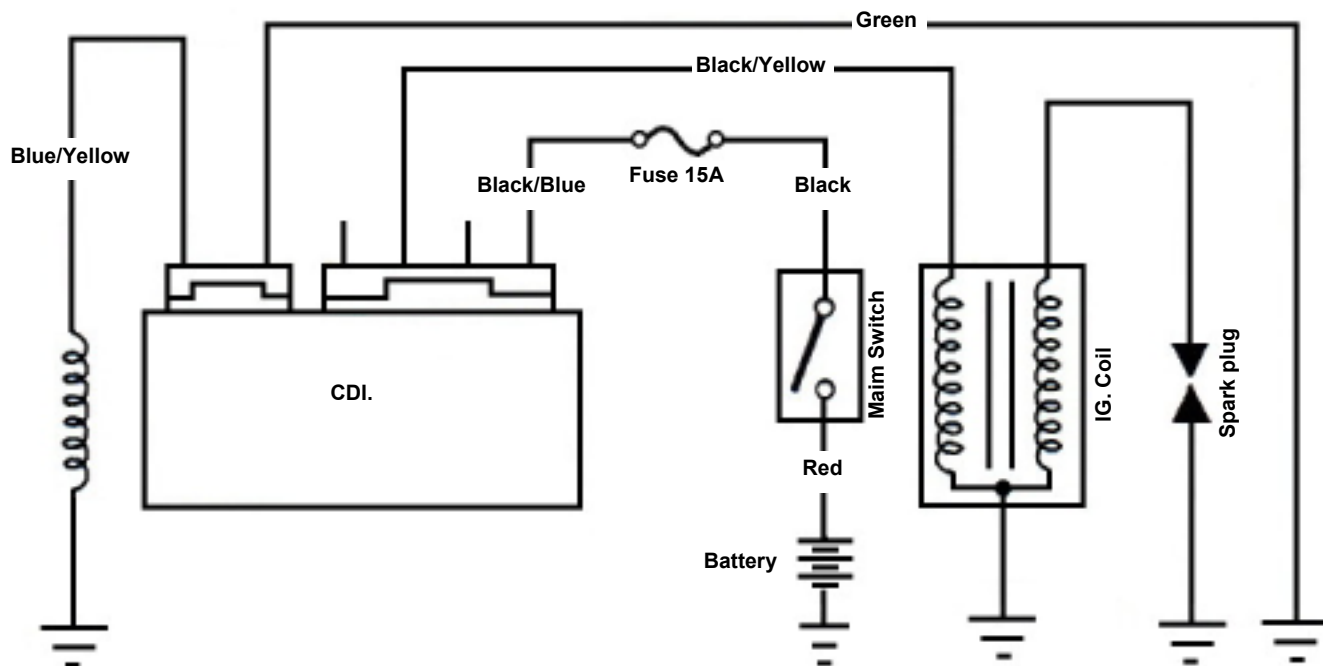 Green
Black/Yellow
Blue/Yellow
Black/Blue
Fuse 15A
Black
CDI.
Maim Switch
IG. Coil
Spark plug
Red
Battery